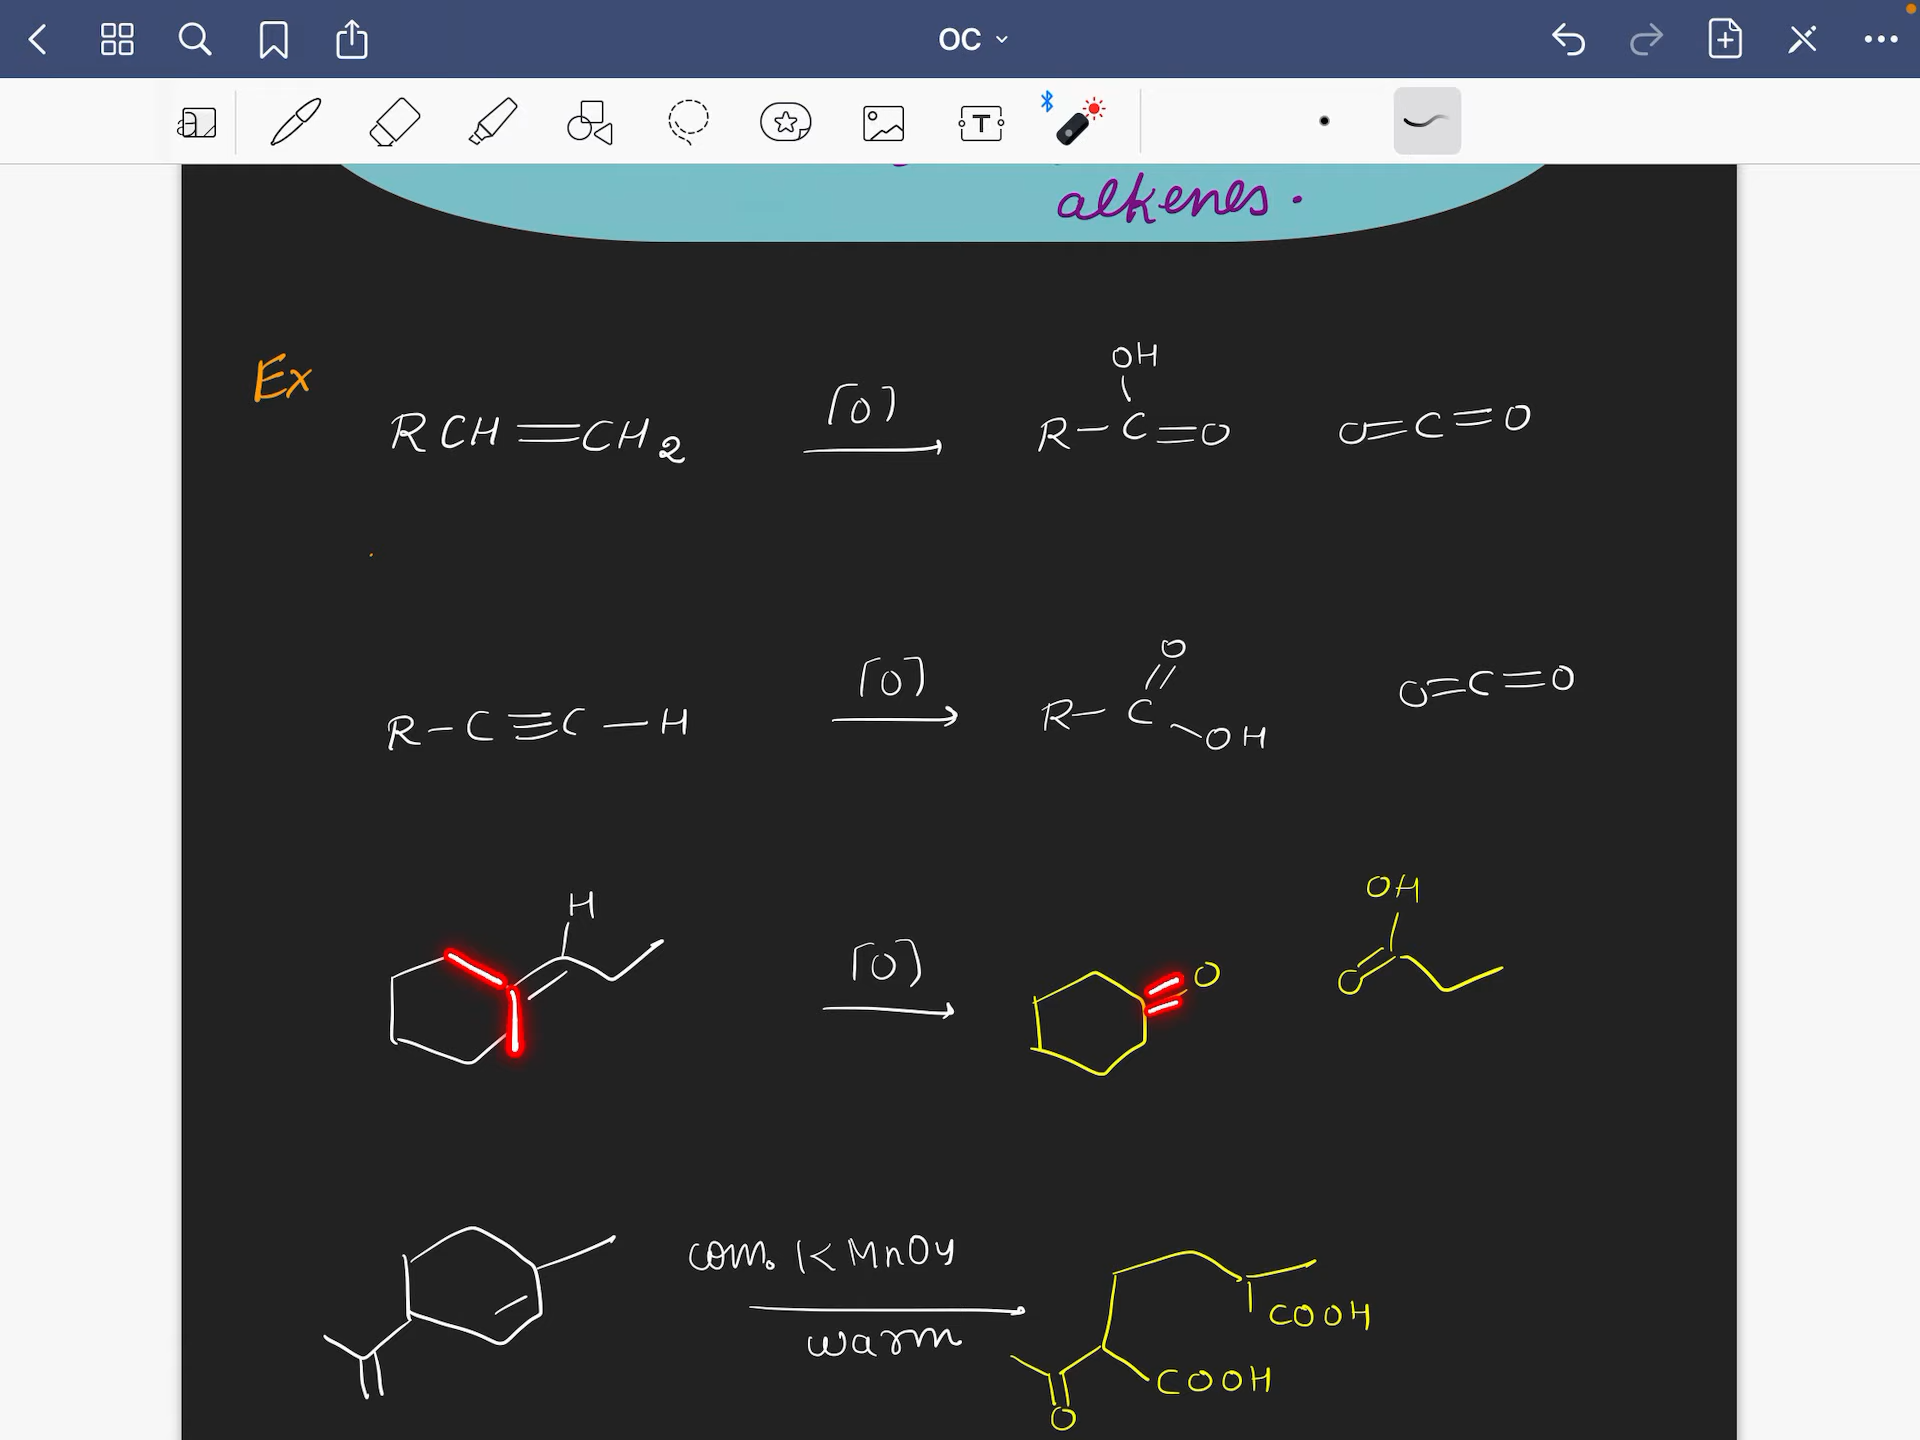 OC
T
alkenes.
Ex
RCH=CH2 [O] R-C=O O=C=O
OH
R-C≡C-H [O] R-C O=C=O
O
OH
H
[O] O
OH
O
com. KMnO4
warm
COOH
COOH
O